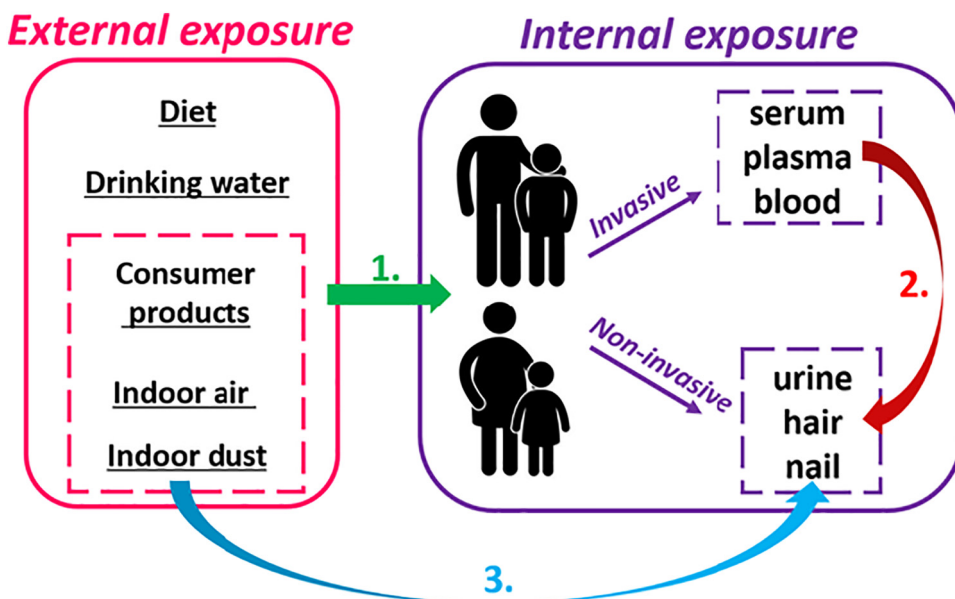 External exposure
Internal exposure
Diet
Drinking water
Consumer
products
Indoor air
Indoor dust
1.
Invasive
Non-invasive
serum
plasma
blood
2.
urine
hair
nail
3.